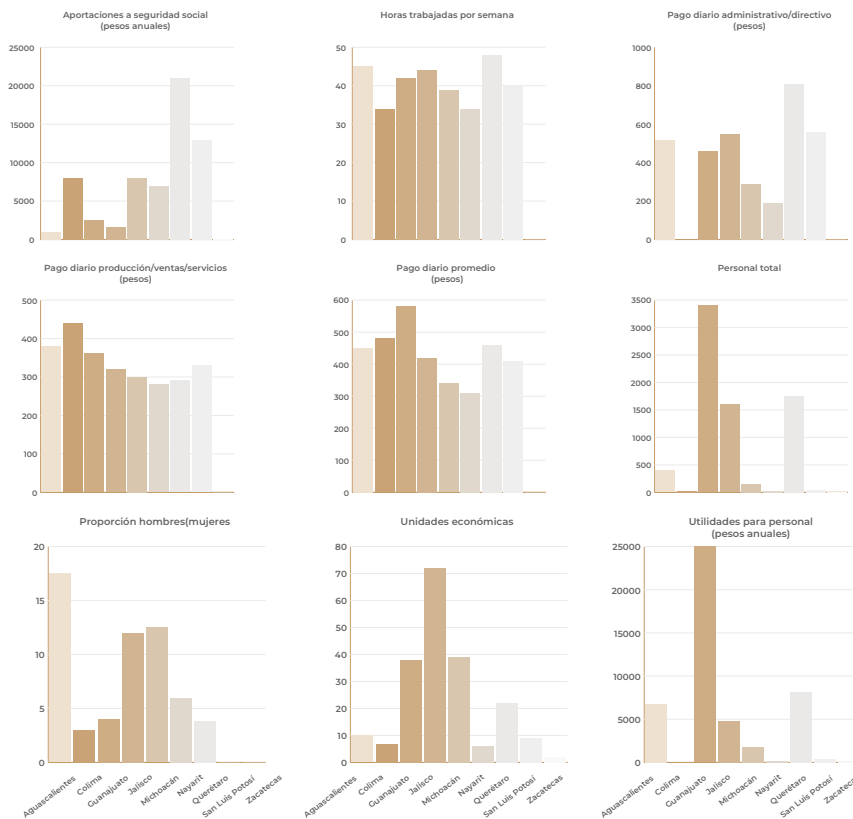 Aportaciones a seguridad social
(pesos anuales)
25000
20000
15000
10000
5000
0
Horas trabajadas por semana
50
40
30
20
10
0
Pago diario administrativo/directivo
(pesos)
1000
800
600
400
200
0
Pago diario producción/ventas/servicios
(pesos)
500
400
300
200
100
0
Pago diario promedio
(pesos)
600
500
400
300
200
100
0
Personal total
3500
3000
2500
2000
1500
1000
500
0
Proporción hombres(mujeres
20
15
10
5
0
Aguascalientes
Colima
Guanajuato
Jalisco
Michoacán
Nayarit
Querétaro
San Luis Potosí
Zacatecas
Unidades económicas
80
70
60
50
40
30
20
10
0
Aguascalientes
Colima
Guanajuato
Jalisco
Michoacán
Nayarit
Querétaro
San Luis Potosí
Zacatecas
Utilidades para personal
(pesos anuales)
25000
20000
15000
10000
5000
0
Aguascalientes
Colima
Guanajuato
Jalisco
Michoacán
Nayarit
Querétaro
San Luis Potosí